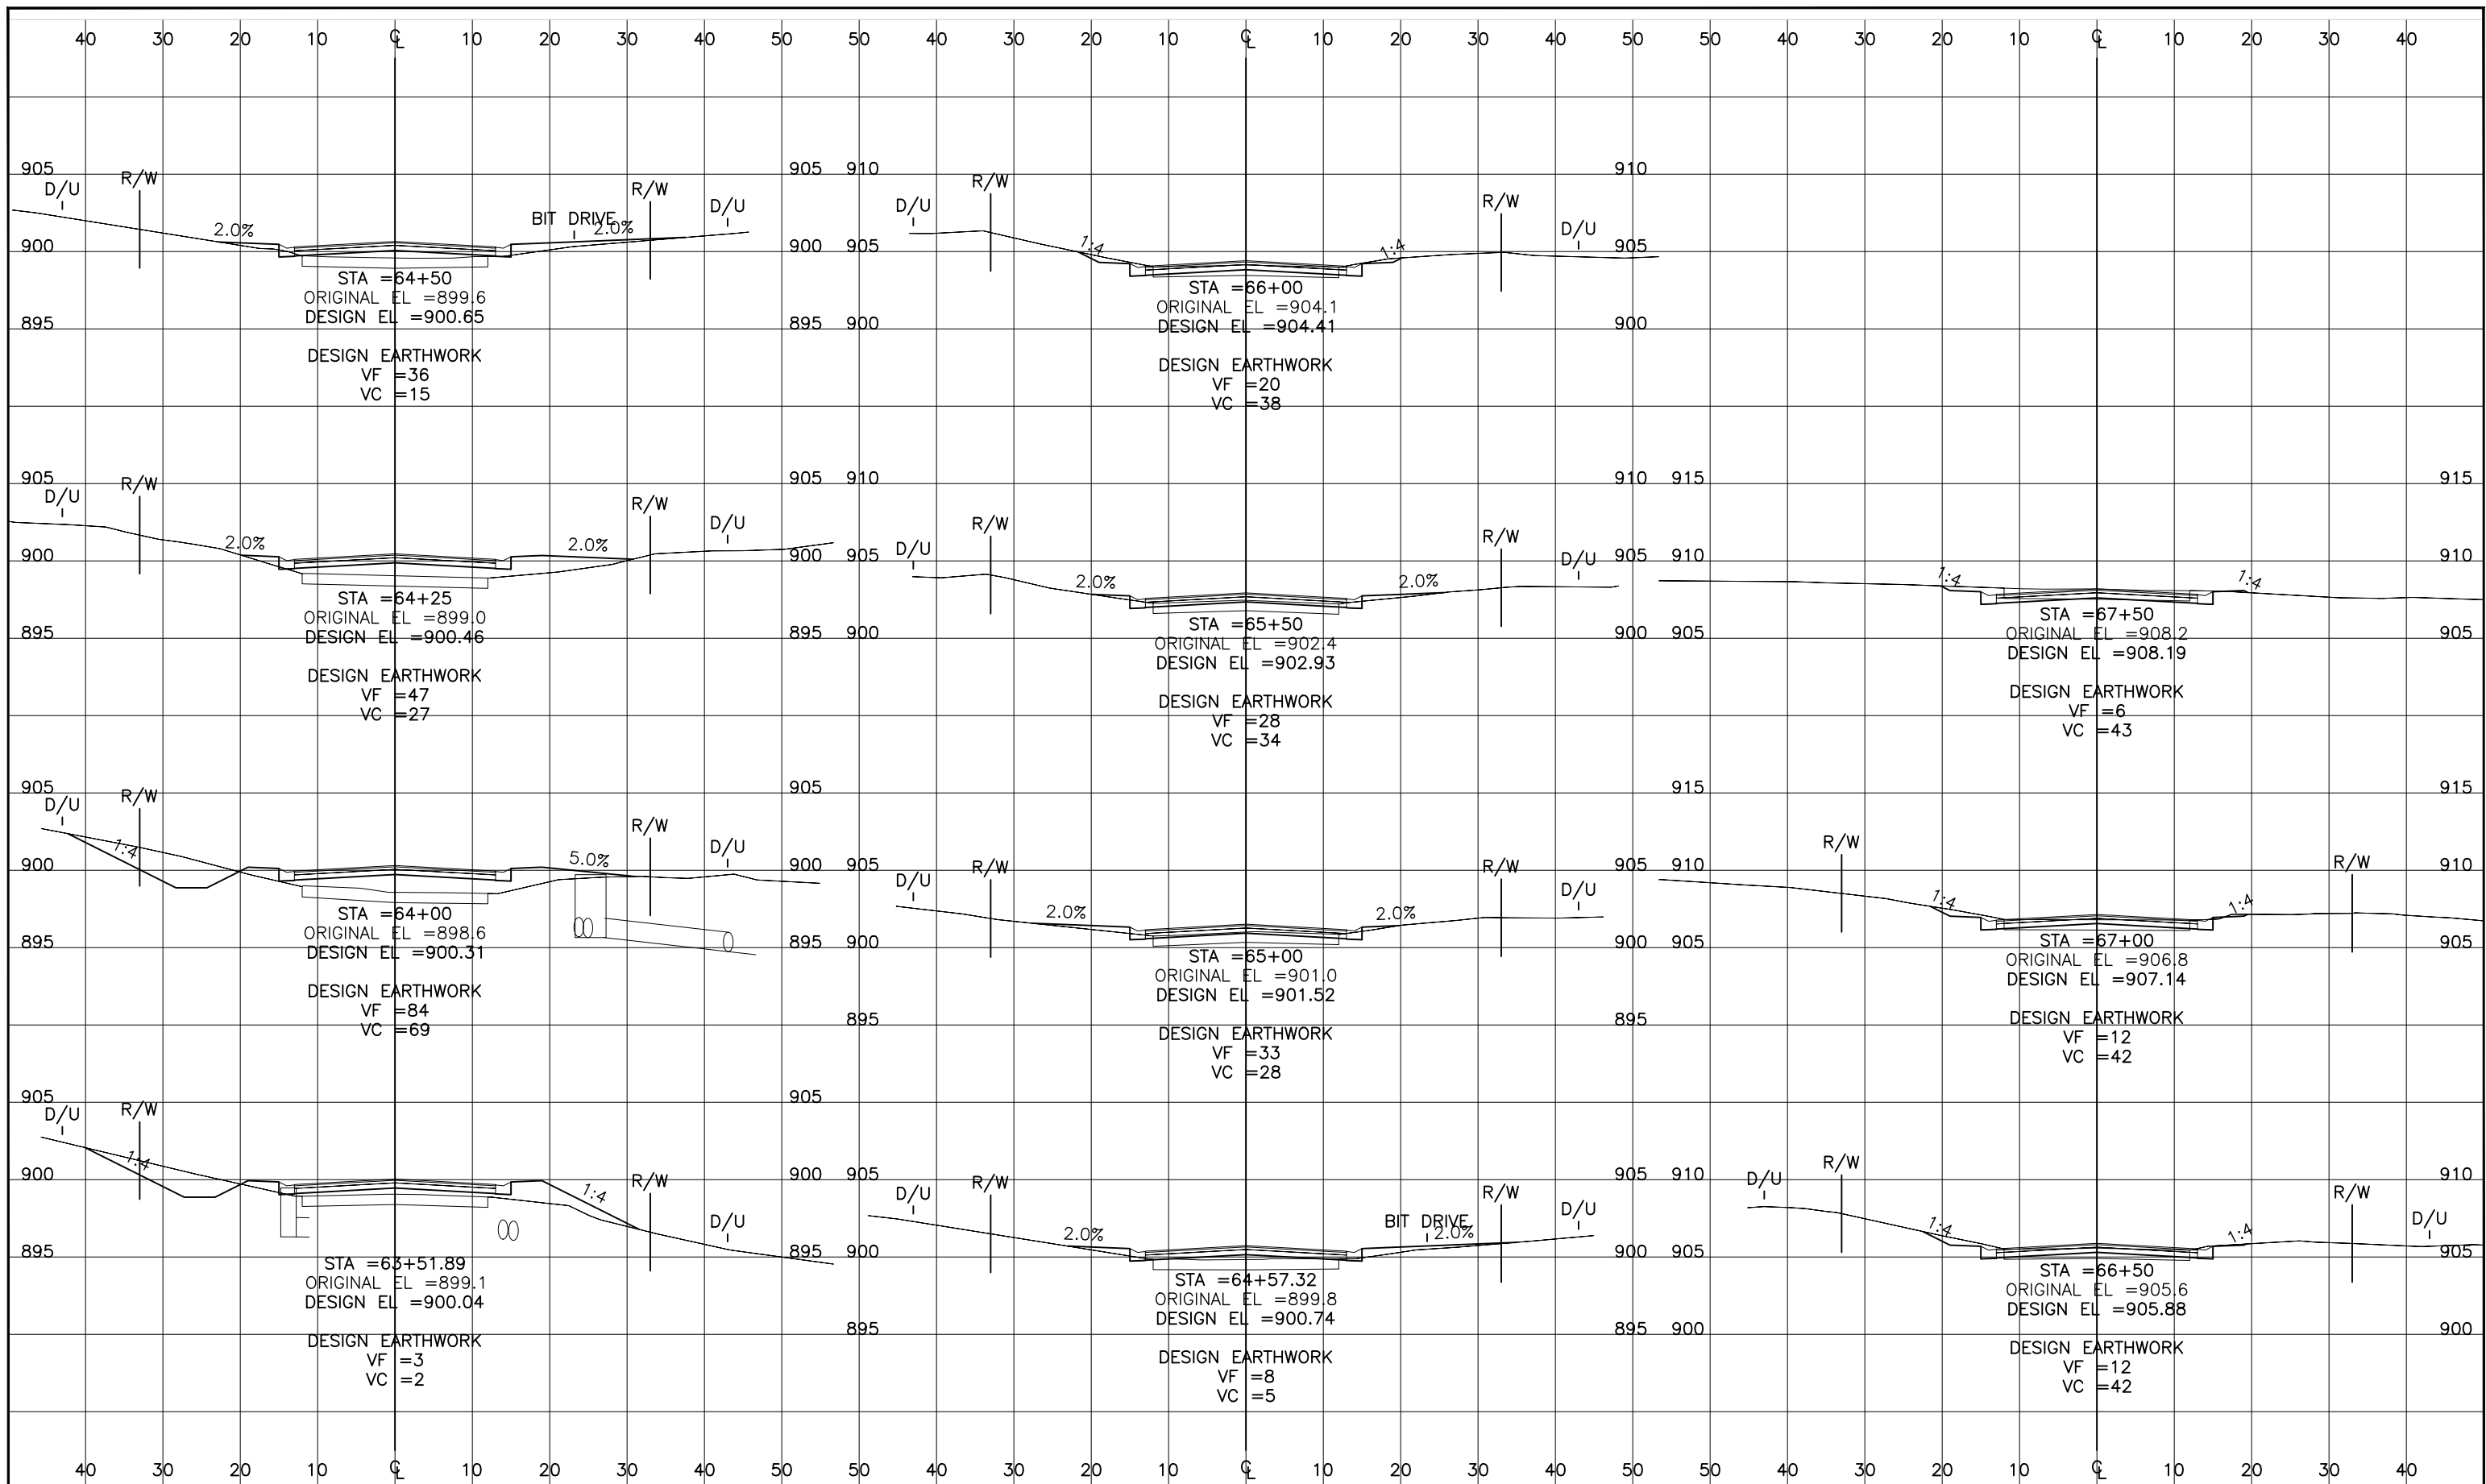 40 30 20 10 CL 10 20 30 40 50 50 40 30 20 10 CL 10 20 30 40 50 50 40 30 20 10 CL 10 20 30 40
905 905
D/U R/W R/W D/U
2.0% BIT DRIVE 2.0%
900 900
STA =64+50
ORIGINAL EL =899.6
DESIGN EL =900.65
895 895
DESIGN EARTHWORK
VF =36
VC =15
905 905
D/U R/W R/W D/U
2.0% 2.0%
900 900
STA =64+25
ORIGINAL EL =899.0
DESIGN EL =900.46
895 895
DESIGN EARTHWORK
VF =47
VC =27
905 905
D/U R/W R/W D/U
1:4 5.0%
900 900
STA =64+00
ORIGINAL EL =898.6
DESIGN EL =900.31
895 895
DESIGN EARTHWORK
VF =84
VC =69
905 905
D/U R/W R/W D/U
1:4 1:4
900 900
895 895
STA =63+51.89
ORIGINAL EL =899.1
DESIGN EL =900.04
DESIGN EARTHWORK
VF =3
VC =2
910 910
D/U R/W R/W D/U
1:4 1:4
905 905
STA =66+00
ORIGINAL EL =904.1
DESIGN EL =904.41
900 900
DESIGN EARTHWORK
VF =20
VC =38
910 910
D/U R/W R/W D/U
905 905
2.0% 2.0%
STA =65+50
ORIGINAL EL =902.4
DESIGN EL =902.93
900 900
DESIGN EARTHWORK
VF =28
VC =34
905 905
D/U R/W R/W D/U
2.0% 2.0%
900 900
STA =65+00
ORIGINAL EL =901.0
DESIGN EL =901.52
895 895
DESIGN EARTHWORK
VF =33
VC =28
905 905
D/U R/W R/W D/U
2.0% BIT DRIVE 2.0%
900 900
STA =64+57.32
ORIGINAL EL =899.8
DESIGN EL =900.74
895 895
DESIGN EARTHWORK
VF =8
VC =5
915 915
910 910
1:4 1:4
STA =67+50
ORIGINAL EL =908.2
DESIGN EL =908.19
905 905
DESIGN EARTHWORK
VF =6
VC =43
915 915
R/W R/W
910 910
1:4 1:4
905 905
STA =67+00
ORIGINAL EL =906.8
DESIGN EL =907.14
DESIGN EARTHWORK
VF =12
VC =42
910 910
D/U R/W R/W D/U
1:4 1:4
905 905
STA =66+50
ORIGINAL EL =905.6
DESIGN EL =905.88
900 900
DESIGN EARTHWORK
VF =12
VC =42
40 30 20 10 CL 10 20 30 40 50 50 40 30 20 10 CL 10 20 30 40 50 50 40 30 20 10 CL 10 20 30 40